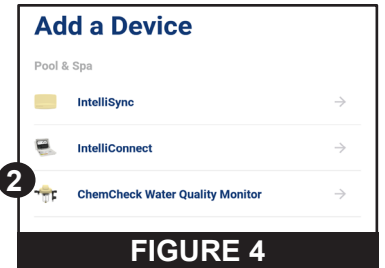 Add a Device
Pool & Spa
IntelliSync
IntelliConnect
2
ChemCheck Water Quality Monitor
FIGURE 4